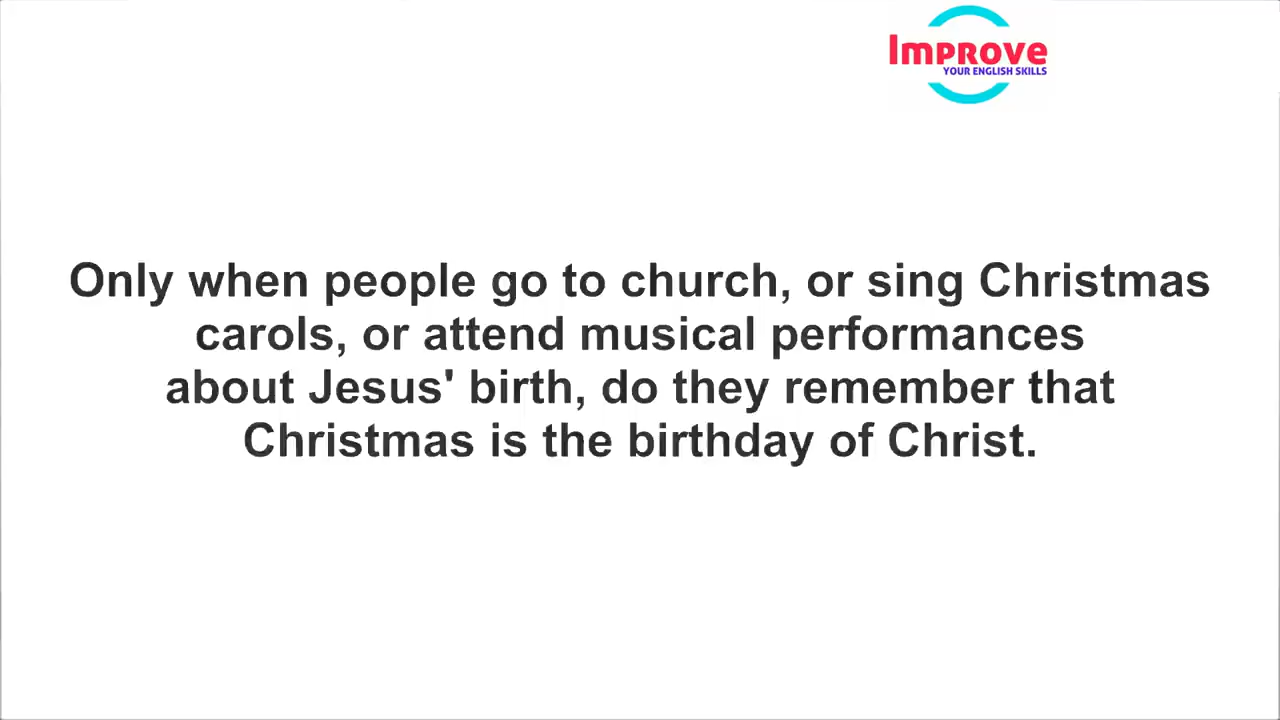 Improve
YOUR ENGLISH SKILLS
Only when people go to church, or sing Christmas
carols, or attend musical performances
about Jesus' birth, do they remember that
Christmas is the birthday of Christ.